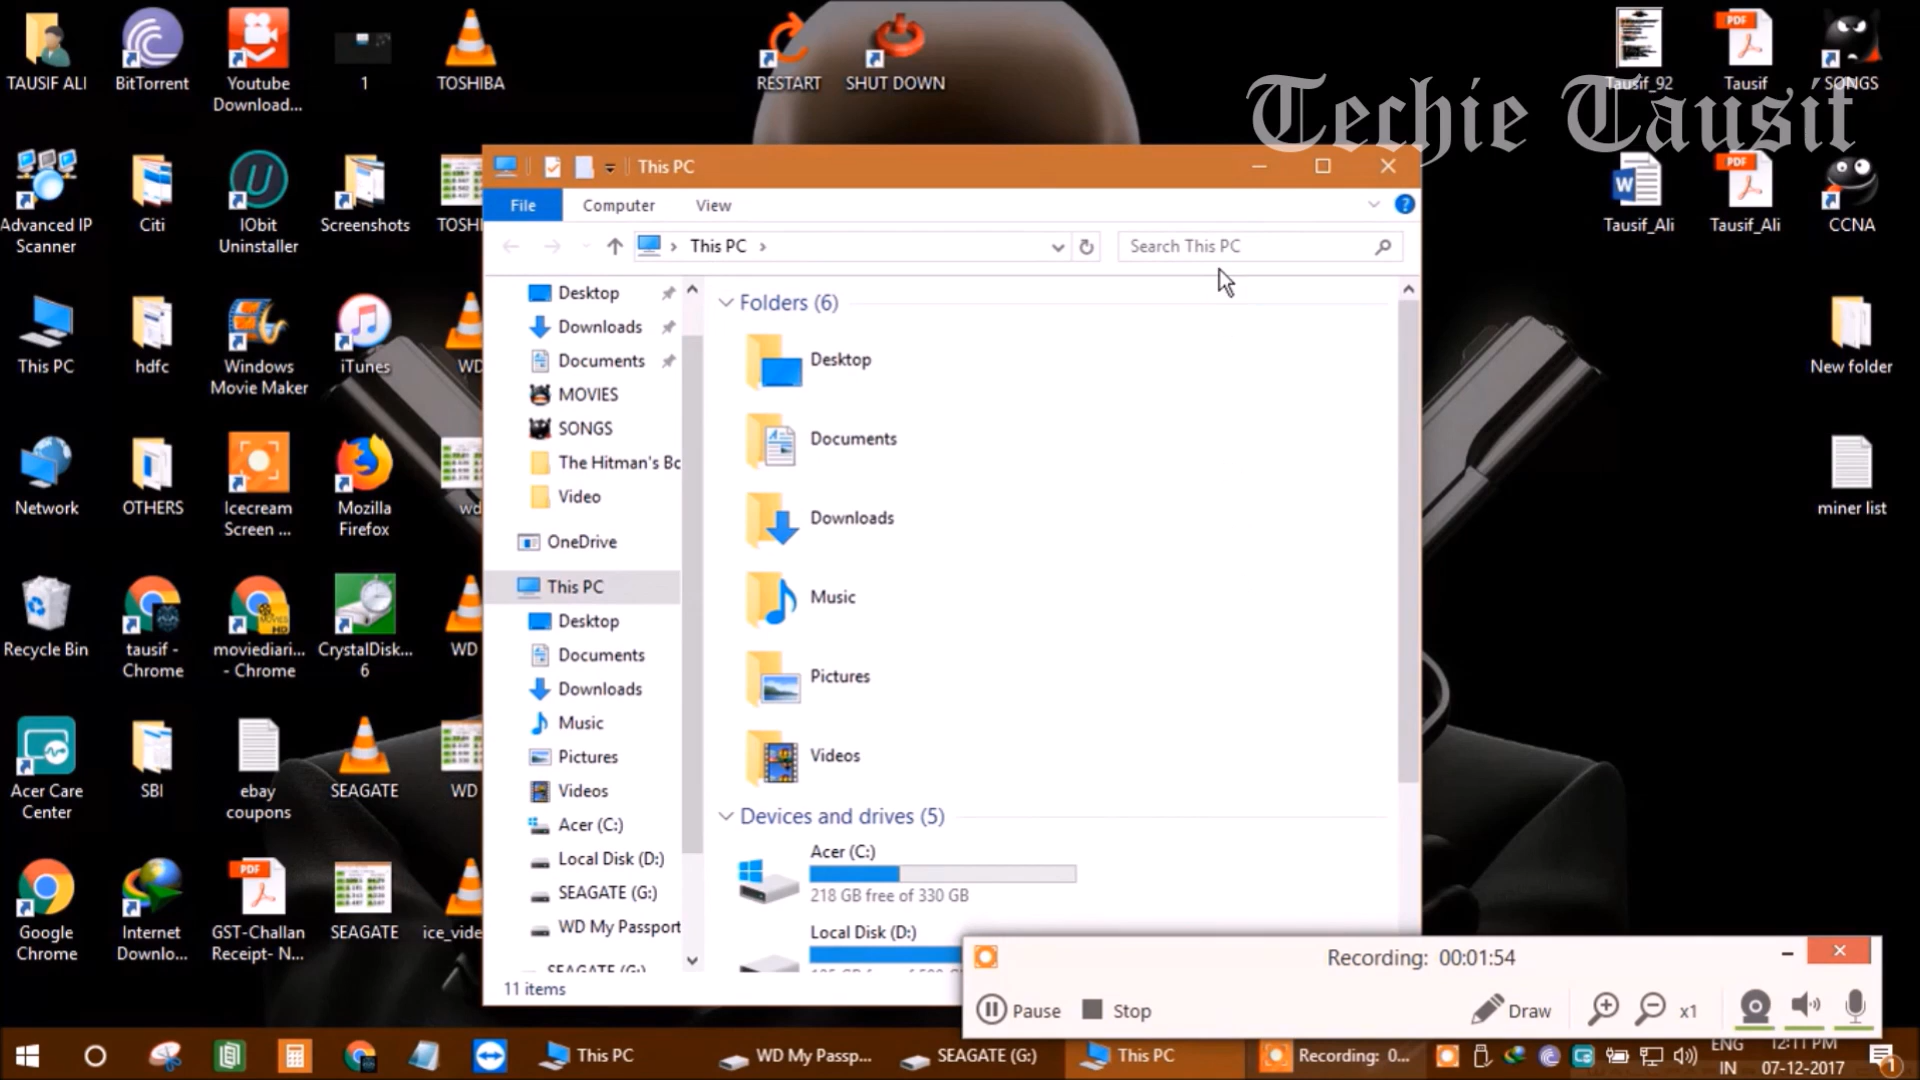 TAUSIF ALI
BitTorrent
Youtube
Download...
1
TOSHIBA
RESTART
SHUT DOWN
Tausif_92
Tausif
SONGS
Techie Tausif
Advanced IP
Scanner
Citi
IObit
Uninstaller
Screenshots
Tausif_Ali
Tausif_Ali
CCNA
This PC
hdfc
Windows
Movie Maker
iTunes
WD
New folder
Network
OTHERS
Icecream
Screen ...
Mozilla
Firefox
miner list
Recycle Bin
tausif -
Chrome
moviediari...
- Chrome
CrystalDisk...
6
WD
Acer Care
Center
SBI
ebay
coupons
SEAGATE
WD
Google
Chrome
Internet
Downlo...
GST-Challan
Receipt- N...
SEAGATE
This PC
File
Computer
View
This PC
Search This PC
Desktop
Downloads
Documents
MOVIES
SONGS
The Hitman's Bo
Video
OneDrive
This PC
Desktop
Documents
Downloads
Music
Pictures
Videos
Acer (C:)
Local Disk (D:)
SEAGATE (G:)
WD My Passport
SEAGATE (G:)
Folders (6)
Desktop
Documents
Downloads
Music
Pictures
Videos
Devices and drives (5)
Acer (C:)
218 GB free of 330 GB
Local Disk (D:)
11 items
Recording: 00:01:54
Pause
Stop
Draw
x1
This PC
WD My Passp...
SEAGATE (G:)
This PC
Recording: 0...
ENG
IN
12:11 PM
07-12-2017
1